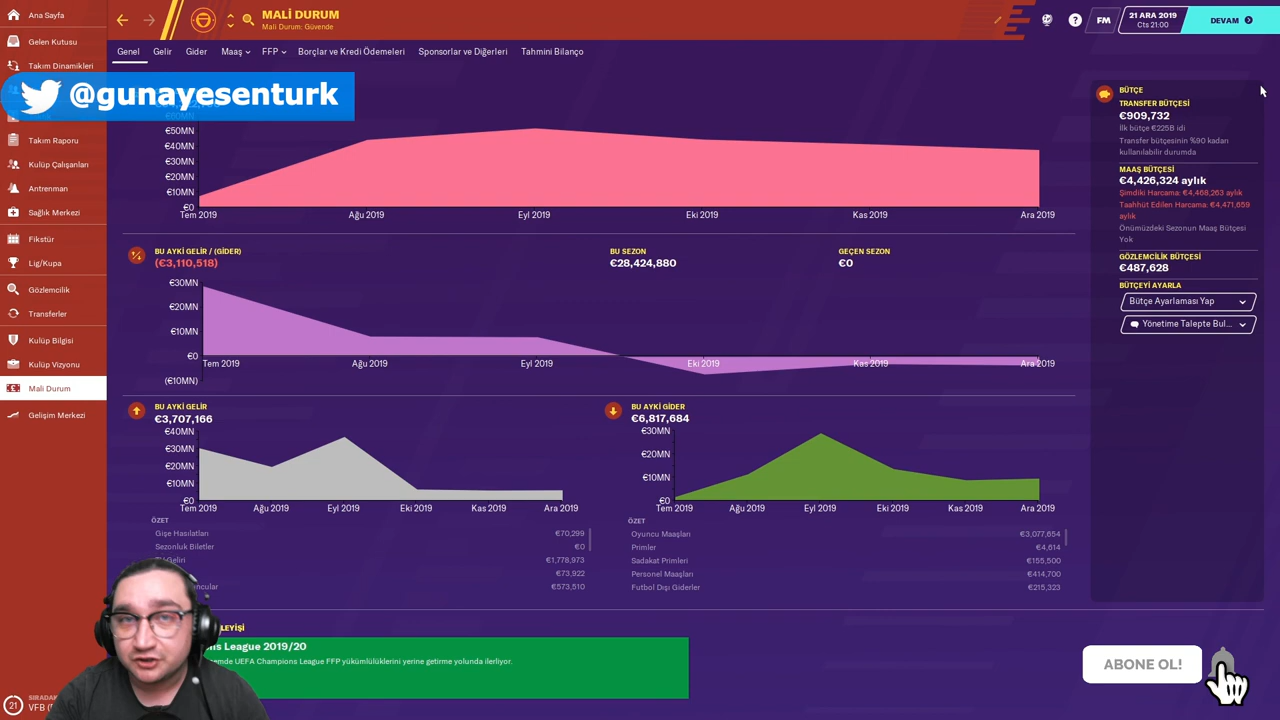 Ana Sayfa
Gelen Kutusu
Takım Dinamikleri
Takım Raporu
Kulüp Çalışanları
Antrenman
Sağlık Merkezi
Fikstür
Lig/Kupa
Gözlemcilik
Transferler
Kulüp Bilgisi
Kulüp Vizyonu
Mali Durum
Gelişim Merkezi
21
SIRADAK
VFB
MALİ DURUM
Mali Durum: Güvende
FM
21 ARA 2019
Cts 21:00
DEVAM
Genel Gelir Gider Maaş FFP Borçlar ve Kredi Ödemeleri Sponsorlar ve Diğerleri Tahmini Bilanço
@gunayesenturk
€50MN
€40MN
€30MN
€20MN
€10MN
€0
Tem 2019 Ağu 2019 Eyl 2019 Eki 2019 Kas 2019 Ara 2019
BU AYKİ GELİR / (GİDER)
(€3,110,518)
BU SEZON
€28,424,880
GEÇEN SEZON
€0
€30MN
€20MN
€10MN
€0
(€10MN)
Tem 2019 Ağu 2019 Eyl 2019 Eki 2019 Kas 2019 Ara 2019
BU AYKİ GELİR
€3,707,166
€40MN
€30MN
€20MN
€10MN
€0
Tem 2019 Ağu 2019 Eyl 2019 Eki 2019 Kas 2019 Ara 2019
ÖZET
Gişe Hasılatları €70,299
Sezonluk Biletler €0
TV Geliri €1,778,973
€73,922
€573,510
BU AYKİ GİDER
€6,817,684
€30MN
€20MN
€10MN
€0
Tem 2019 Ağu 2019 Eyl 2019 Eki 2019 Kas 2019 Ara 2019
ÖZET
Oyuncu Maaşları €3,077,654
Primler €4,614
Sadakat Primleri €155,500
Personel Maaşları €414,700
Futbol Dışı Giderler €215,323
LEYİŞİ
ns League 2019/20
emde UEFA Champions League FFP yükümlülüklerini yerine getirme yolunda ilerliyor.
BÜTÇE
TRANSFER BÜTÇESİ
€909,732
İlk bütçe €225B idi
Transfer bütçesinin %90 kadarı
kullanılabilir durumda
MAAŞ BÜTÇESİ
€4,426,324 aylık
Şimdiki Harcama: €4,468,263 aylık
Taahhüt Edilen Harcama: €4,471,659
aylık
Önümüzdeki Sezonun Maaş Bütçesi
Yok
GÖZLEMCİLİK BÜTÇESİ
€487,628
BÜTÇEYİ AYARLA
Bütçe Ayarlaması Yap
Yönetime Talepte Bul...
ABONE OL!